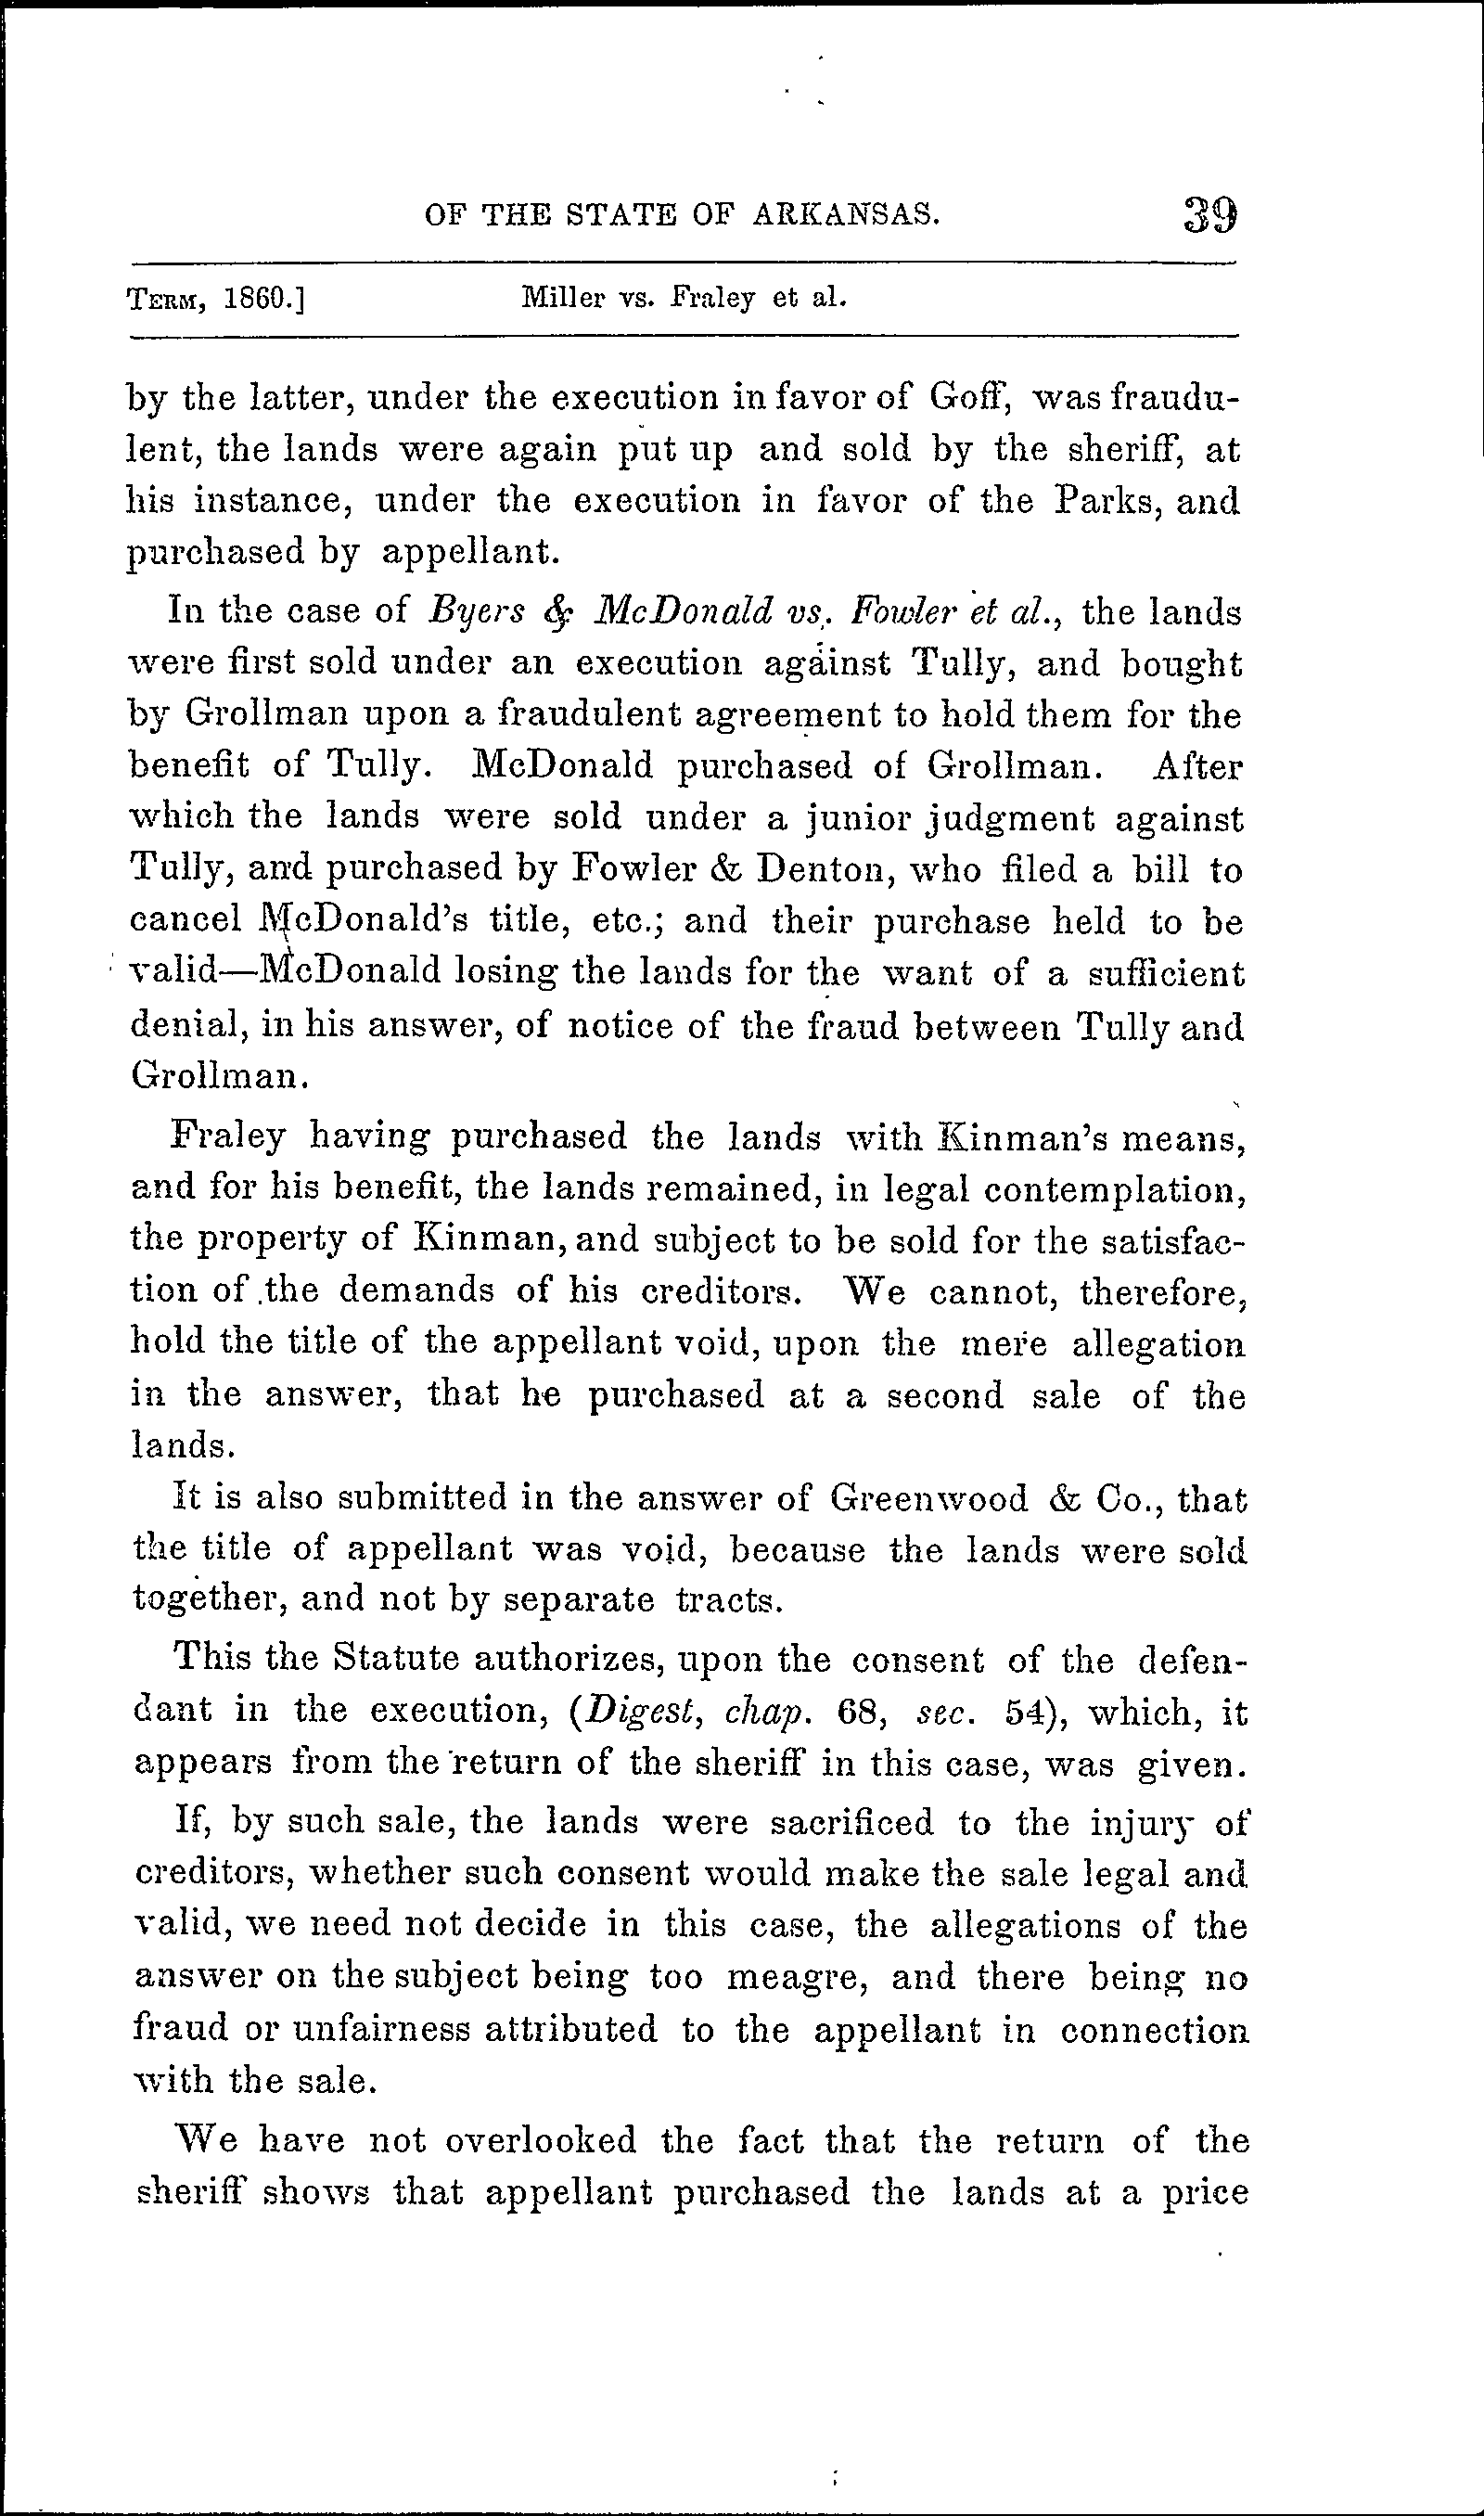 OF THE STATE OF ARKANSAS. 39
TERM, 1860.] Miller vs. Fraley et al.
by the latter, under the execution in favor of Goff, was fraudu-
lent, the lands were again put up and sold by the sheriff, at
his instance, under the execution in favor of the Parks, and
purchased by appellant.
In the case of Byers & McDonald vs. Fowler et al., the lands
were first sold under an execution against Tully, and bought
by Grollman upon a fraudulent agreement to hold them for the
benefit of Tully. McDonald purchased of Grollman. After
which the lands were sold under a junior judgment against
Tully, and purchased by Fowler & Denton, who filed a bill to
cancel McDonald's title, etc.; and their purchase held to be
valid—McDonald losing the lands for the want of a sufficient
denial, in his answer, of notice of the fraud between Tully and
Grollman.
Fraley having purchased the lands with Kinman's means,
and for his benefit, the lands remained, in legal contemplation,
the property of Kinman, and subject to be sold for the satisfac-
tion of the demands of his creditors. We cannot, therefore,
hold the title of the appellant void, upon the mere allegation
in the answer, that he purchased at a second sale of the
lands.
It is also submitted in the answer of Greenwood & Co., that
the title of appellant was void, because the lands were sold
together, and not by separate tracts.
This the Statute authorizes, upon the consent of the defen-
dant in the execution, (Digest, chap. 68, sec. 54), which, it
appears from the return of the sheriff in this case, was given.
If, by such sale, the lands were sacrificed to the injury of
creditors, whether such consent would make the sale legal and
valid, we need not decide in this case, the allegations of the
answer on the subject being too meagre, and there being no
fraud or unfairness attributed to the appellant in connection
with the sale.
We have not overlooked the fact that the return of the
sheriff shows that appellant purchased the lands at a price